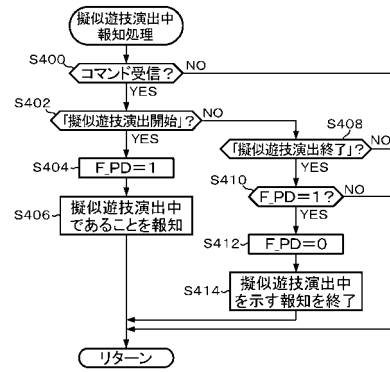 擬似遊技演出中
報知処理
S400
コマンド受信？
NO
YES
S402
「擬似遊技演出開始」？
NO
YES
S408
「擬似遊技演出終了」？
NO
YES
S404
F_PD＝1
S410
F_PD＝1？
NO
YES
S406
擬似遊技演出中
であることを報知
S412
F_PD＝0
S414
擬似遊技演出中
を示す報知を終了
リターン